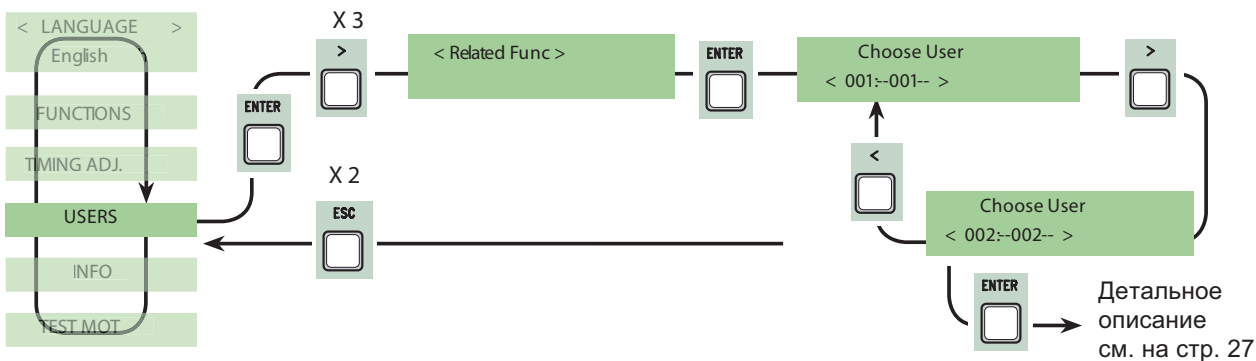 < LANGUAGE >
English
FUNCTIONS
TIMING ADJ.
USERS
INFO
TEST MOT
ENTER
X 3
>
< Related Func >
ENTER
Choose User
< 001:--001-- >
>
<
Choose User
< 002:--002-- >
X 2
ESC
ENTER
Детальное
описание
см. на стр. 27